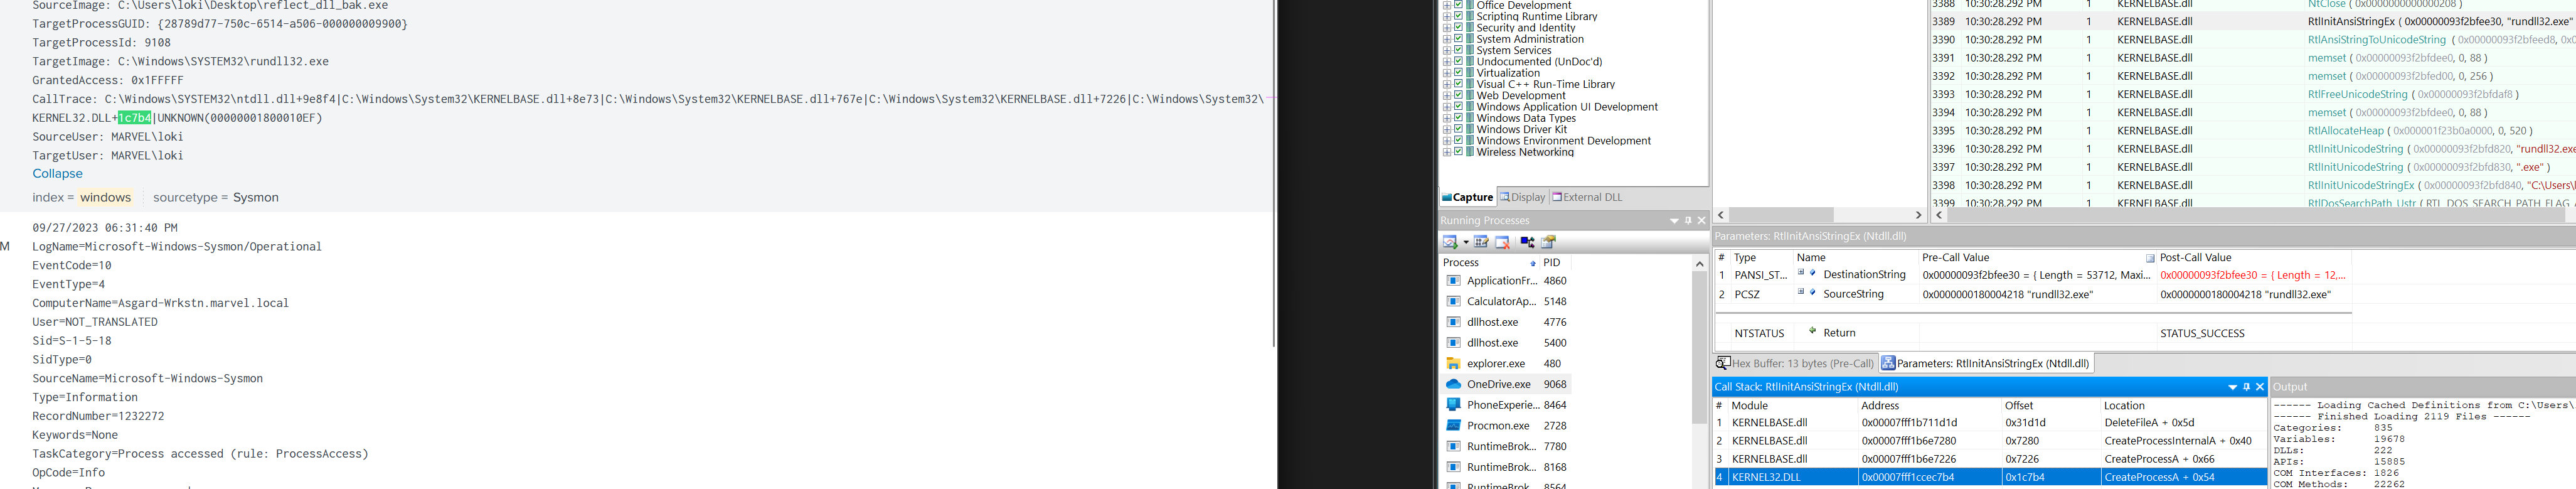 SourceImage: C:\Users\loki\Desktop\reflect_dll_bak.exe
TargetProcessGUID: {28789d77-750c-6514-a506-000000009900}
TargetProcessId: 9108
TargetImage: C:\Windows\SYSTEM32\rundll32.exe
GrantedAccess: 0x1FFFFF
CallTrace: C:\Windows\SYSTEM32\ntdll.dll+9e8f4|C:\Windows\System32\KERNELBASE.dll+8e73|C:\Windows\System32\KERNELBASE.dll+767e|C:\Windows\System32\KERNELBASE.dll+7226|C:\Windows\System32\
KERNEL32.DLL+1c7b4|UNKNOWN(00000001800010EF)
SourceUser: MARVEL\loki
TargetUser: MARVEL\loki
Collapse
index = windows sourcetype = Sysmon
09/27/2023 06:31:40 PM
M LogName=Microsoft-Windows-Sysmon/Operational
EventCode=10
EventType=4
ComputerName=Asgard-Wrkstn.marvel.local
User=NOT_TRANSLATED
Sid=S-1-5-18
SidType=0
SourceName=Microsoft-Windows-Sysmon
Type=Information
RecordNumber=1232272
Keywords=None
TaskCategory=Process accessed (rule: ProcessAccess)
OpCode=Info
Office Development
Scripting Runtime Library
Security and Identity
System Administration
System Services
Undocumented (UnDoc'd)
Virtualization
Visual C++ Run-Time Library
Web Development
Windows Application UI Development
Windows Data Types
Windows Driver Kit
Windows Environment Development
Wireless Networking
Capture Display External DLL
Running Processes
Process PID
ApplicationFr... 4860
CalculatorAp... 5148
dllhost.exe 4776
dllhost.exe 5400
explorer.exe 480
OneDrive.exe 9068
PhoneExperie... 8464
Procmon.exe 2728
RuntimeBrok... 7780
RuntimeBrok... 8168
RuntimeBrok... 8564
3388 10:30:28.292 PM 1 KERNELBASE.dll NtClose ( 0x0000000000000208 )
3389 10:30:28.292 PM 1 KERNELBASE.dll RtlInitAnsiStringEx ( 0x00000093f2bfee30, "rundll32.exe"
3390 10:30:28.292 PM 1 KERNELBASE.dll RtlAnsiStringToUnicodeString ( 0x00000093f2bfeed8, 0x0
3391 10:30:28.292 PM 1 KERNELBASE.dll memset ( 0x00000093f2bfdee0, 0, 88 )
3392 10:30:28.292 PM 1 KERNELBASE.dll memset ( 0x00000093f2bfed00, 0, 256 )
3393 10:30:28.292 PM 1 KERNELBASE.dll RtlFreeUnicodeString ( 0x00000093f2bfdaf8 )
3394 10:30:28.292 PM 1 KERNELBASE.dll memset ( 0x00000093f2bfdee0, 0, 88 )
3395 10:30:28.292 PM 1 KERNELBASE.dll RtlAllocateHeap ( 0x000001f23b0a0000, 0, 520 )
3396 10:30:28.292 PM 1 KERNELBASE.dll RtlInitUnicodeString ( 0x00000093f2bfd820, "rundll32.exe
3397 10:30:28.292 PM 1 KERNELBASE.dll RtlInitUnicodeString ( 0x00000093f2bfd830, ".exe" )
3398 10:30:28.292 PM 1 KERNELBASE.dll RtlInitUnicodeStringEx ( 0x00000093f2bfd840, "C:\Users\
3399 10:30:28.292 PM 1 KERNELBASE.dll RtlDosSearchPath_Ustr ( RTL_DOS_SEARCH_PATH_FLAG_
Parameters: RtlInitAnsiStringEx (Ntdll.dll)
# Type Name Pre-Call Value Post-Call Value
1 PANSI_ST... DestinationString 0x00000093f2bfee30 = { Length = 53712, Maxi... 0x00000093f2bfee30 = { Length = 12,...
2 PCSZ SourceString 0x0000000180004218 "rundll32.exe" 0x0000000180004218 "rundll32.exe"
NTSTATUS Return STATUS_SUCCESS
Hex Buffer: 13 bytes (Pre-Call) Parameters: RtlInitAnsiStringEx (Ntdll.dll)
Call Stack: RtlInitAnsiStringEx (Ntdll.dll)
# Module Address Offset Location
1 KERNELBASE.dll 0x00007fff1b711d1d 0x31d1d DeleteFileA + 0x5d
2 KERNELBASE.dll 0x00007fff1b6e7280 0x7280 CreateProcessInternalA + 0x40
3 KERNELBASE.dll 0x00007fff1b6e7226 0x7226 CreateProcessA + 0x66
4 KERNEL32.DLL 0x00007fff1ccec7b4 0x1c7b4 CreateProcessA + 0x54
Output
------ Loading Cached Definitions from C:\Users\
------ Finished Loading 2119 Files ------
Categories: 835
Variables: 19678
DLLs: 222
APIs: 15885
COM Interfaces: 1826
COM Methods: 22262